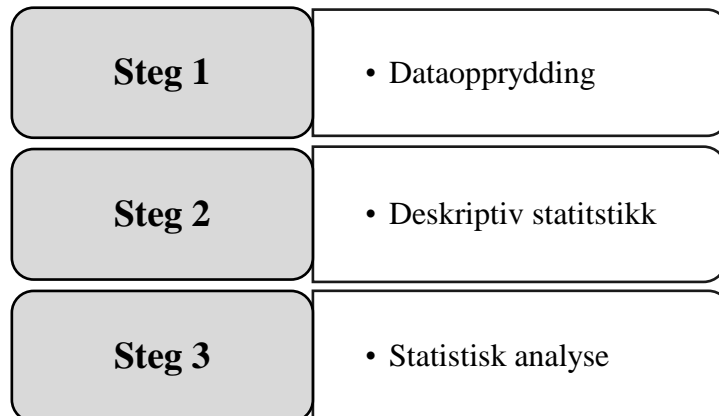 Steg 1
• Dataopprydding
Steg 2
• Deskriptiv statitstikk
Steg 3
• Statistisk analyse